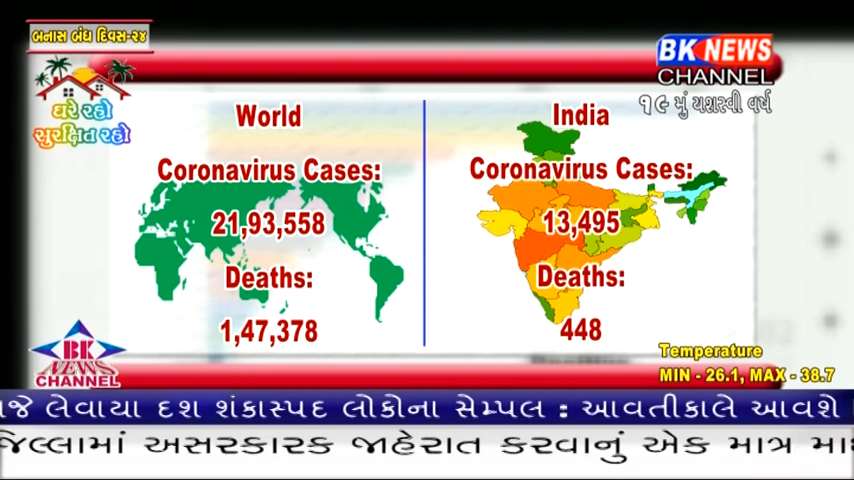 બનાસ બંધ દિવસ-૨૪
ઘરે રહો
સુરક્ષિત રહો
BK NEWS
CHANNEL
૧૯ મું યશસ્વી વર્ષ
World
Coronavirus Cases:
21,93,558
Deaths:
1,47,378
India
Coronavirus Cases:
13,495
Deaths:
448
BK
NEWS
CHANNEL
Temperature
MIN - 26.1, MAX - 38.7
લેવાયા દશ શંકાસ્પદ લોકોના સેમ્પલ : આવતીકાલે આવશે
જિલ્લામાં અસરકારક જાહેરાત કરવાનું એક માત્ર